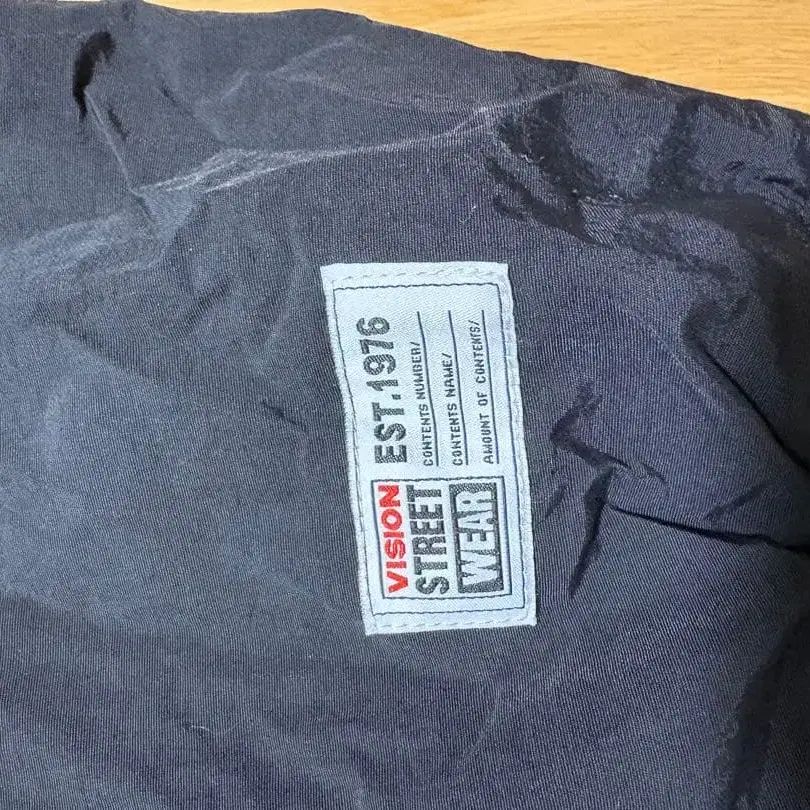 VISION
STREET
WEAR
EST.1976
CONTENTS NUMBER/
CONTENTS NAME/
AMOUNT OF CONTENTS/